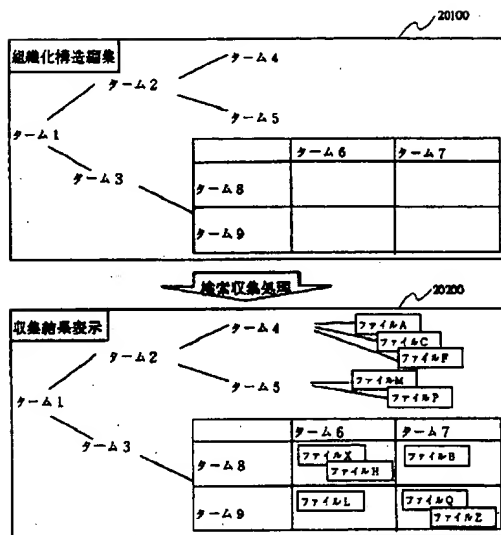 20100
組織化構造編集
ターム4
ターム2
ターム5
ターム1
ターム3
ターム6 ターム7
ターム8
ターム9
検索収集処理
20200
収集結果表示
ターム4
ファイルA
ファイルC
ファイルF
ターム2
ターム5
ファイルM
ファイルP
ターム1
ターム3
ターム6 ターム7
ターム8
ファイルX ファイルB
ファイルH
ターム9
ファイルL ファイルQ
ファイルZ